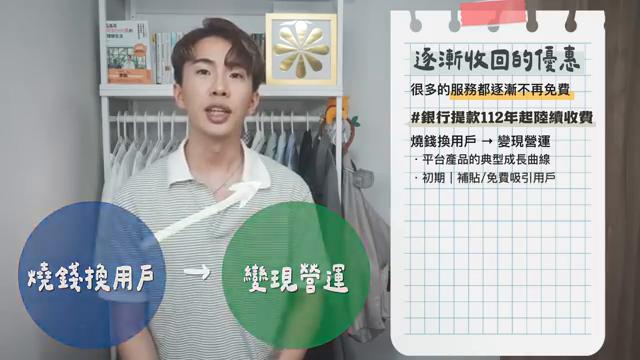 逐漸收回的優惠
很多的服務都逐漸不再免費
#銀行提款112年起陸續收費
燒錢換用戶 → 變現營運
·平台產品的典型成長曲線
·初期｜補貼/免費吸引用戶
燒錢換用戶 → 變現營運